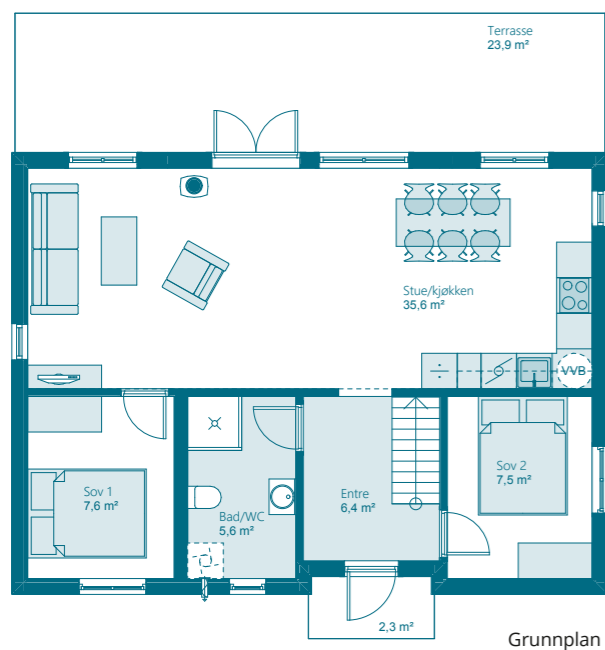 Terrasse
23,9 m²
Stue/kjøkken
35,6 m²
VVB
Sov 1
7,6 m²
Bad/WC
5,6 m²
Entre
6,4 m²
Sov 2
7,5 m²
2,3 m²
Grunnplan